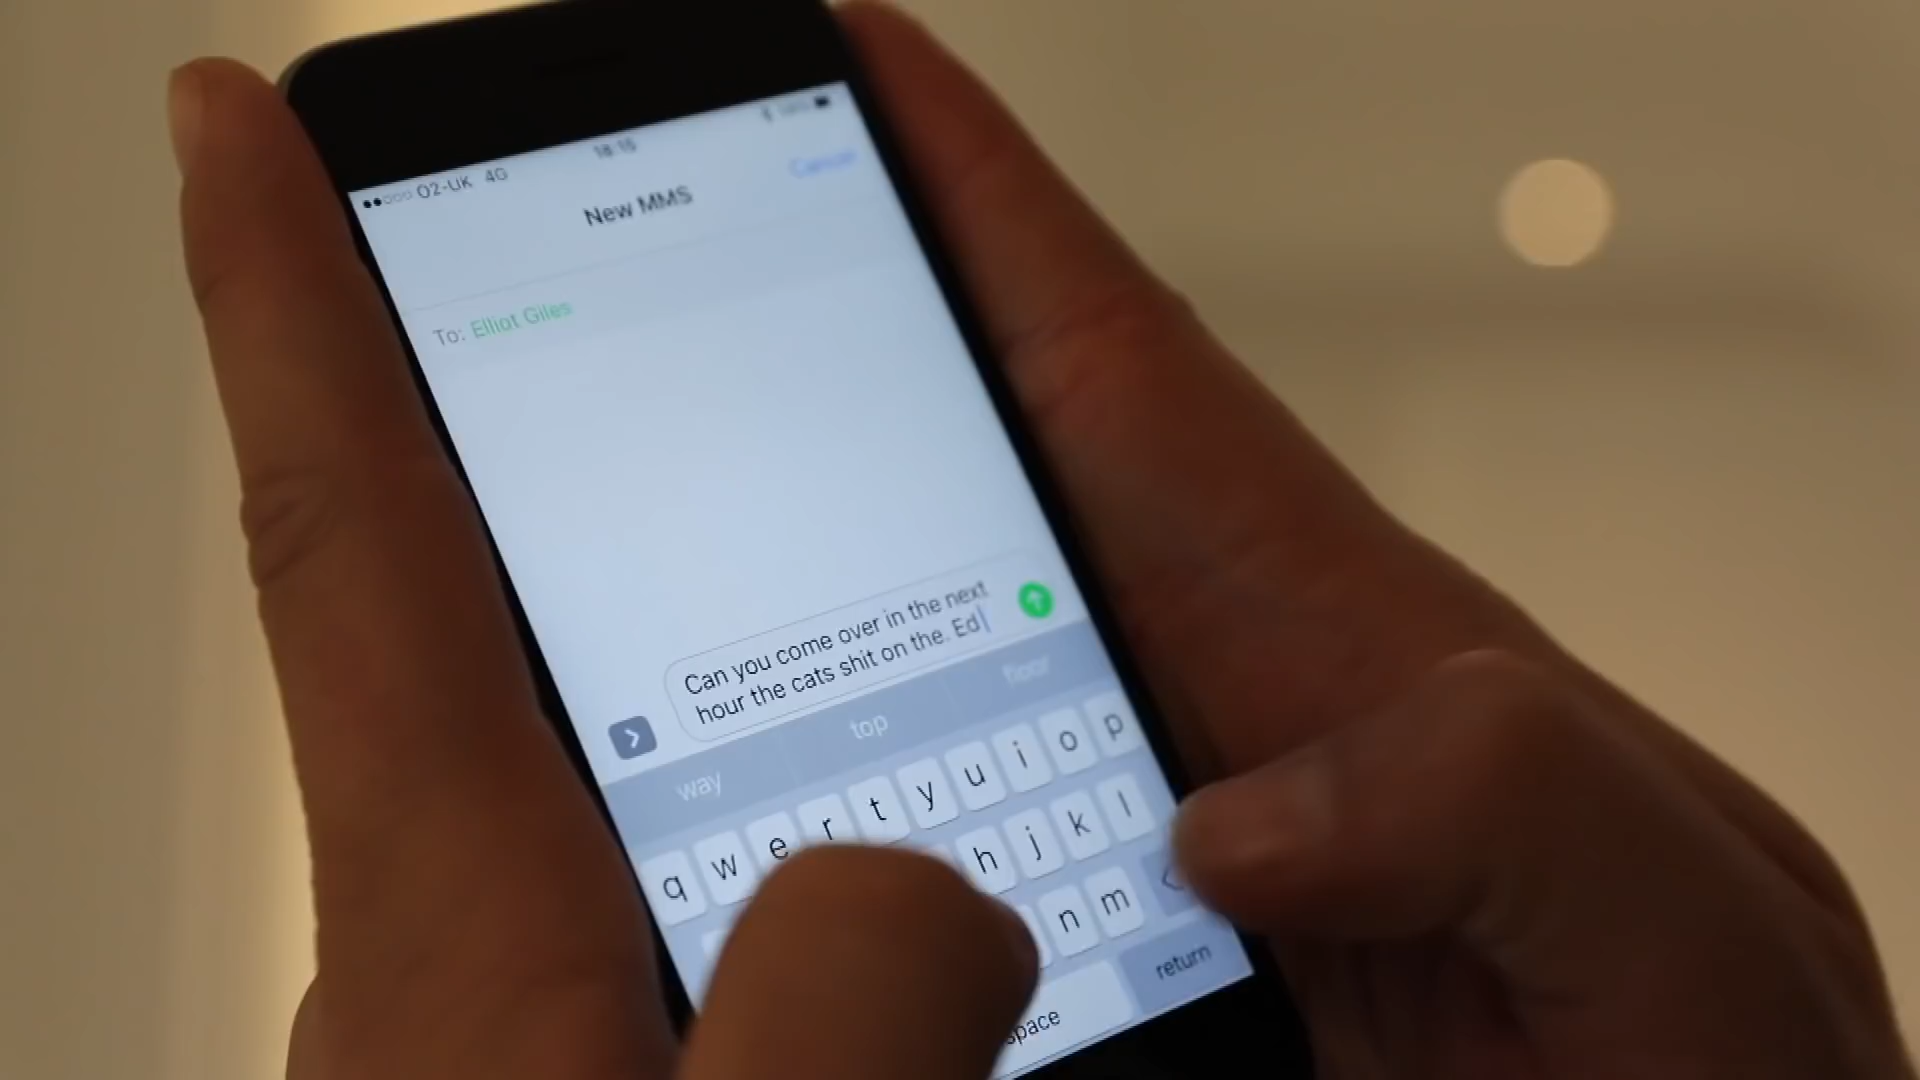 O2-UK 4G
18:15
Cancel
New MMS
To: Elliot Giles
Can you come over in the next
hour the cats shit on the. Ed
way
top
hour
q w e r t y u i o p
h j k l
n m
space
return